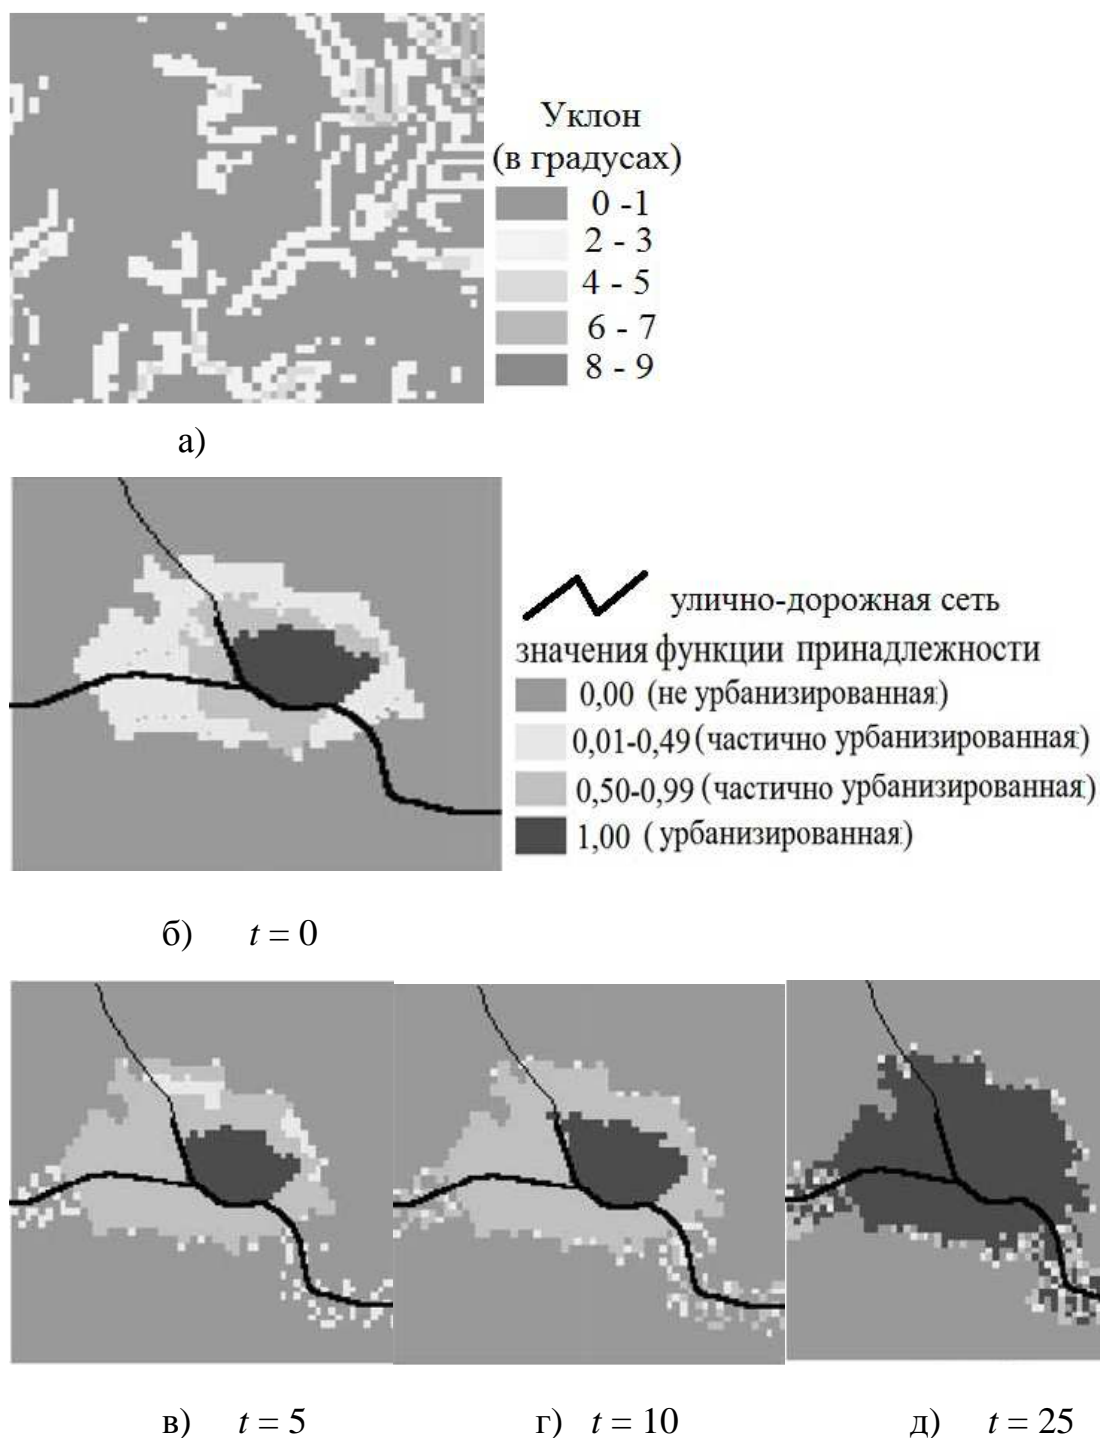 Уклон
(в градусах)
0 -1
2 - 3
4 - 5
6 - 7
8 - 9
а)
улично-дорожная сеть
значения функции принадлежности
0,00 (не урбанизированная)
0,01-0,49 (частично урбанизированная)
0,50-0,99 (частично урбанизированная)
1,00 ( урбанизированная)
б) t = 0
в) t = 5 г) t = 10 д) t = 25